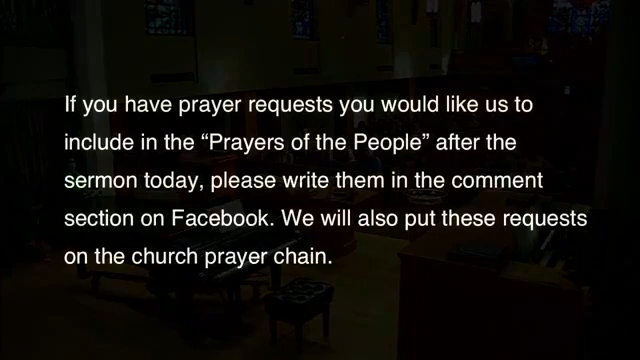 If you have prayer requests you would like us to
include in the “Prayers of the People” after the
sermon today, please write them in the comment
section on Facebook. We will also put these requests
on the church prayer chain.